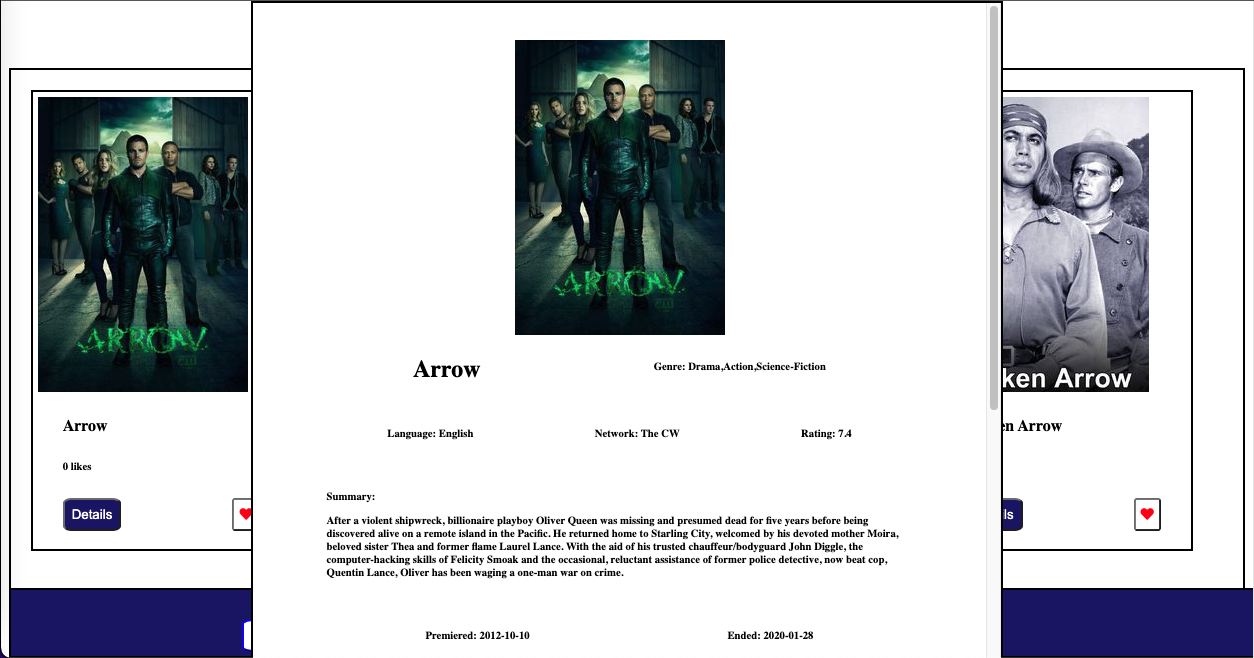 ARROW
Arrow
0 likes
Details
ARROW
Arrow
Genre: Drama,Action,Science-Fiction
Language: English
Network: The CW
Rating: 7.4
Summary:
After a violent shipwreck, billionaire playboy Oliver Queen was missing and presumed dead for five years before being
discovered alive on a remote island in the Pacific. He returned home to Starling City, welcomed by his devoted mother Moira,
beloved sister Thea and former flame Laurel Lance. With the aid of his trusted chauffeur/bodyguard John Diggle, the
computer-hacking skills of Felicity Smoak and the occasional, reluctant assistance of former police detective, now beat cop,
Quentin Lance, Oliver has been waging a one-man war on crime.
Premiered: 2012-10-10
Ended: 2020-01-28
ken Arrow
en Arrow
ls